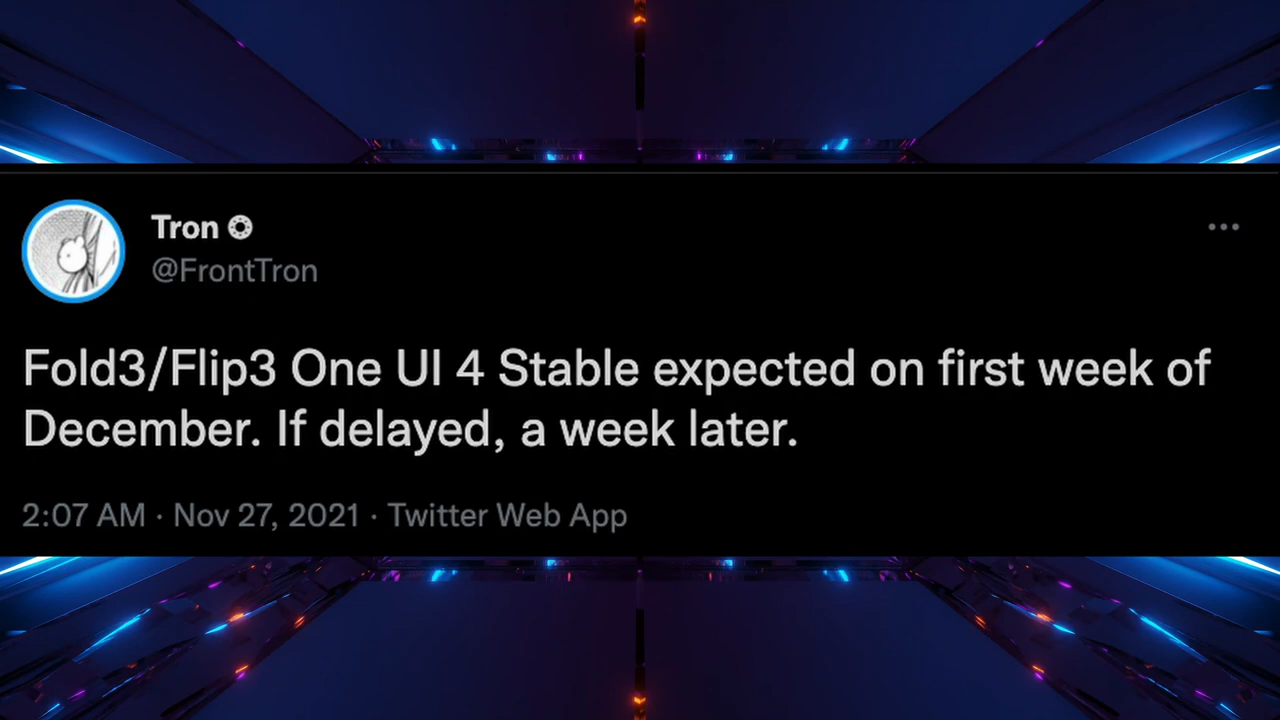 Tron
@FrontTron
Fold3/Flip3 One UI 4 Stable expected on first week of
December. If delayed, a week later.
2:07 AM · Nov 27, 2021 · Twitter Web App